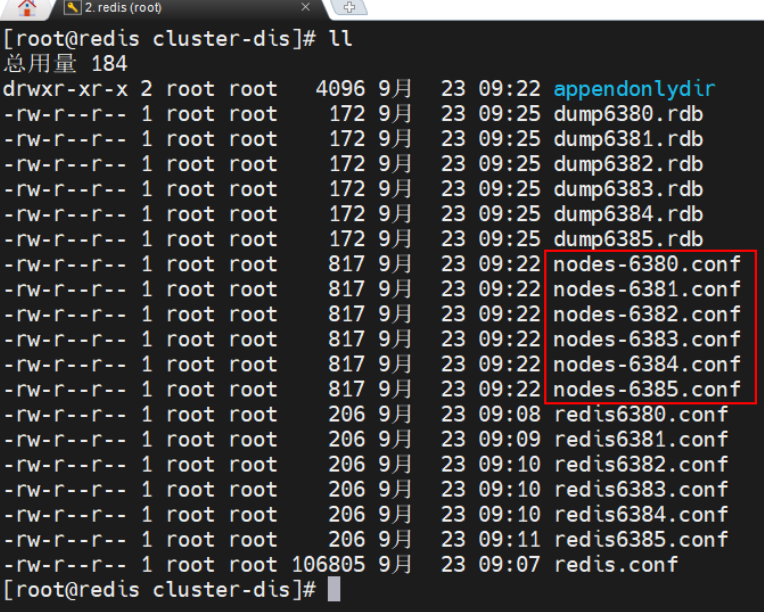 2. redis (root)
[root@redis cluster-dis]# ll
总用量 184
drwxr-xr-x 2 root root   4096 9月  23 09:22 appendonlydir
-rw-r--r-- 1 root root    172 9月  23 09:25 dump6380.rdb
-rw-r--r-- 1 root root    172 9月  23 09:25 dump6381.rdb
-rw-r--r-- 1 root root    172 9月  23 09:25 dump6382.rdb
-rw-r--r-- 1 root root    172 9月  23 09:25 dump6383.rdb
-rw-r--r-- 1 root root    172 9月  23 09:25 dump6384.rdb
-rw-r--r-- 1 root root    172 9月  23 09:25 dump6385.rdb
-rw-r--r-- 1 root root    817 9月  23 09:22 nodes-6380.conf
-rw-r--r-- 1 root root    817 9月  23 09:22 nodes-6381.conf
-rw-r--r-- 1 root root    817 9月  23 09:22 nodes-6382.conf
-rw-r--r-- 1 root root    817 9月  23 09:22 nodes-6383.conf
-rw-r--r-- 1 root root    817 9月  23 09:22 nodes-6384.conf
-rw-r--r-- 1 root root    817 9月  23 09:22 nodes-6385.conf
-rw-r--r-- 1 root root    206 9月  23 09:08 redis6380.conf
-rw-r--r-- 1 root root    206 9月  23 09:09 redis6381.conf
-rw-r--r-- 1 root root    206 9月  23 09:10 redis6382.conf
-rw-r--r-- 1 root root    206 9月  23 09:10 redis6383.conf
-rw-r--r-- 1 root root    206 9月  23 09:10 redis6384.conf
-rw-r--r-- 1 root root    206 9月  23 09:11 redis6385.conf
-rw-r--r-- 1 root root 106805 9月  23 09:07 redis.conf
[root@redis cluster-dis]#